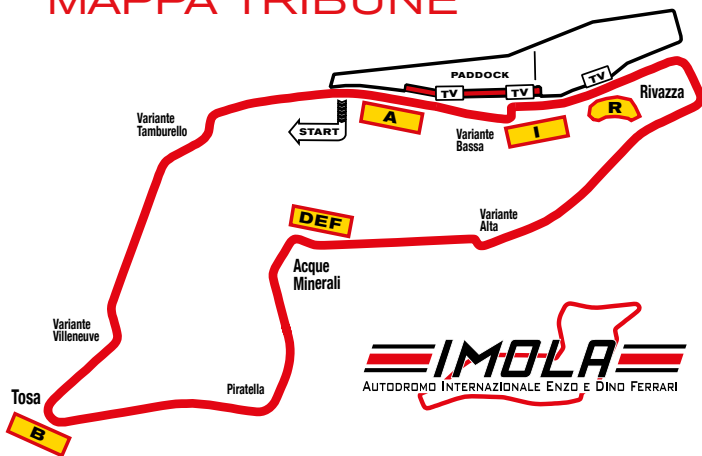 MAPPA TRIBUNE
PADDOCK
TV
TV
TV
Rivazza
R
A
START
Variante
Tamburello
Variante
Bassa
I
DEF
Variante
Alta
Acque
Minerali
Variante
Villeneuve
Piratella
Tosa
B
IMOLA
AUTODROMO INTERNAZIONALE ENZO E DINO FERRARI